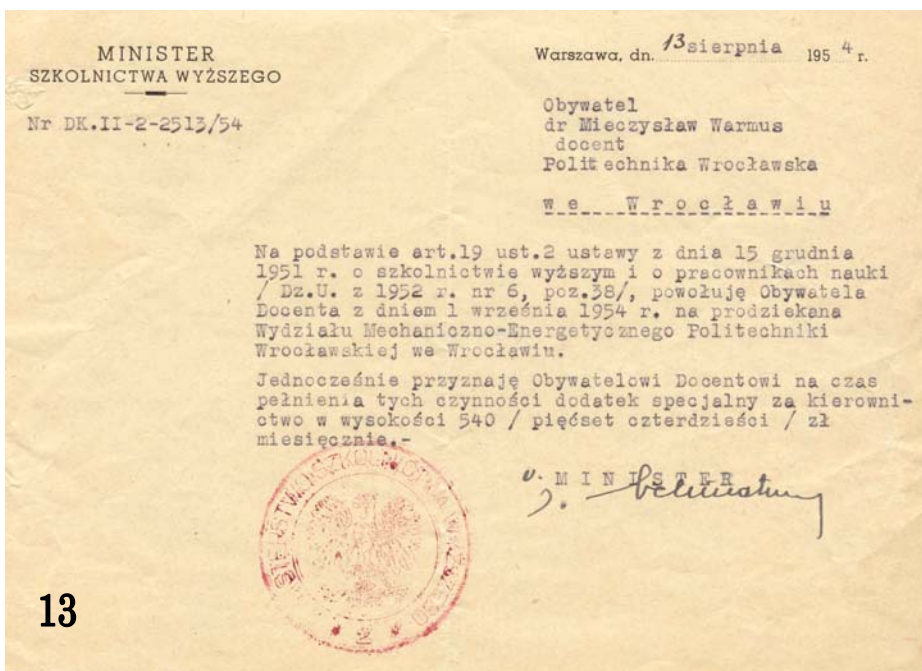 MINISTER
SZKOLNICTWA WYŻSZEGO
Nr DK.II-2-2513/54
Warszawa, dn. 13 sierpnia 1954 r.
Obywatel
dr Mieczysław Warmus
docent
Politechnika Wrocławska
we Wrocławiu
Na podstawie art.19 ust.2 ustawy z dnia 15 grudnia
1951 r. o szkolnictwie wyższym i o pracownikach nauki
/ Dz.U. z 1952 r. nr 6, poz.38/, powołuję Obywatela
Docenta z dniem 1 września 1954 r. na prodziekana
Wydziału Mechaniczno-Energetycznego Politechniki
Wrocławskiej we Wrocławiu.
Jednocześnie przyznaję Obywatelowi Docentowi na czas
pełnienia tych czynności dodatek specjalny za kierowni-
ctwo w wysokości 540 / pięćset czterdzieści / zł
miesięcznie.-
MINISTER
SZKOLNICTWA WYŻSZEGO
* 2 *
13